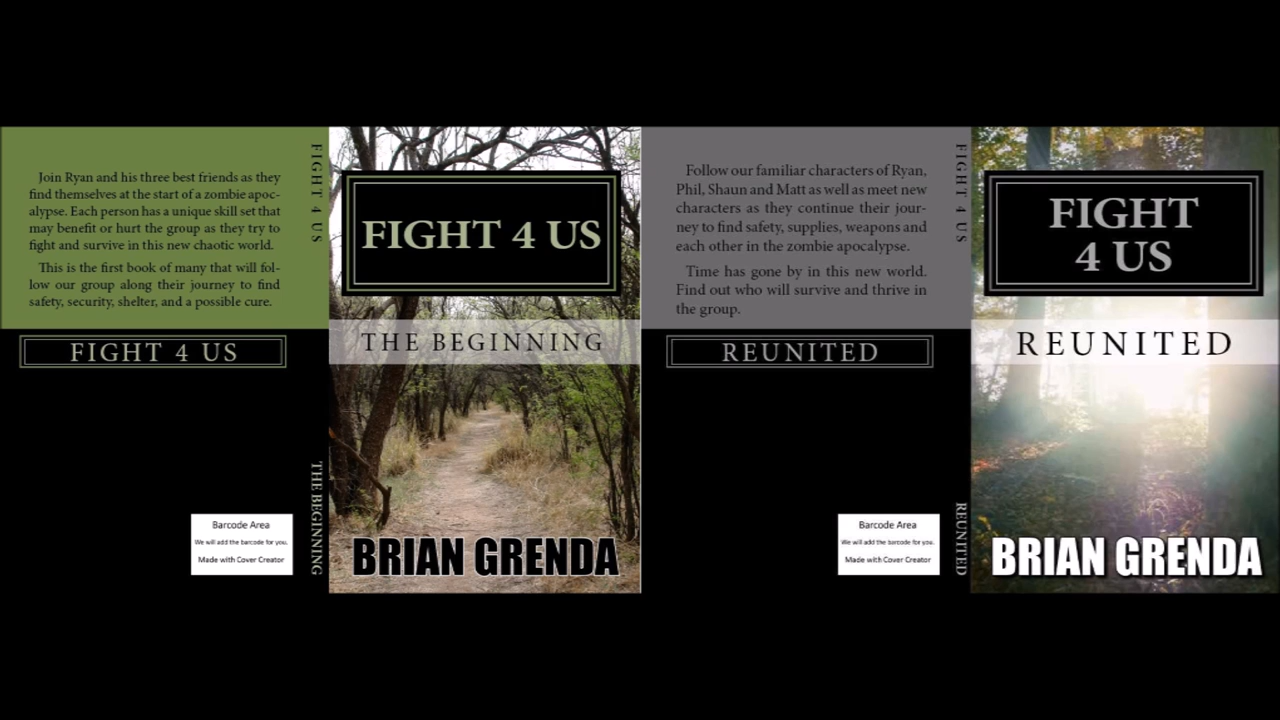 Join Ryan and his three best friends as they
find themselves at the start of a zombie apoc-
alypse. Each person has a unique skill set that
may benefit or hurt the group as they try to
fight and survive in this new chaotic world.
This is the first book of many that will fol-
low our group along their journey to find
safety, security, shelter, and a possible cure.
FIGHT 4 US
Barcode Area
We will add the barcode for you.
Made with Cover Creator
FIGHT 4 US
THE BEGINNING
FIGHT 4 US
THE BEGINNING
BRIAN GRENDA
Follow our familiar characters of Ryan,
Phil, Shaun and Matt as well as meet new
characters as they continue their jour-
ney to find safety, supplies, weapons and
each other in the zombie apocalypse.
Time has gone by in this new world.
Find out who will survive and thrive in
the group.
REUNITED
Barcode Area
We will add the barcode for you.
Made with Cover Creator
FIGHT 4 US
REUNITED
FIGHT
4 US
REUNITED
BRIAN GRENDA